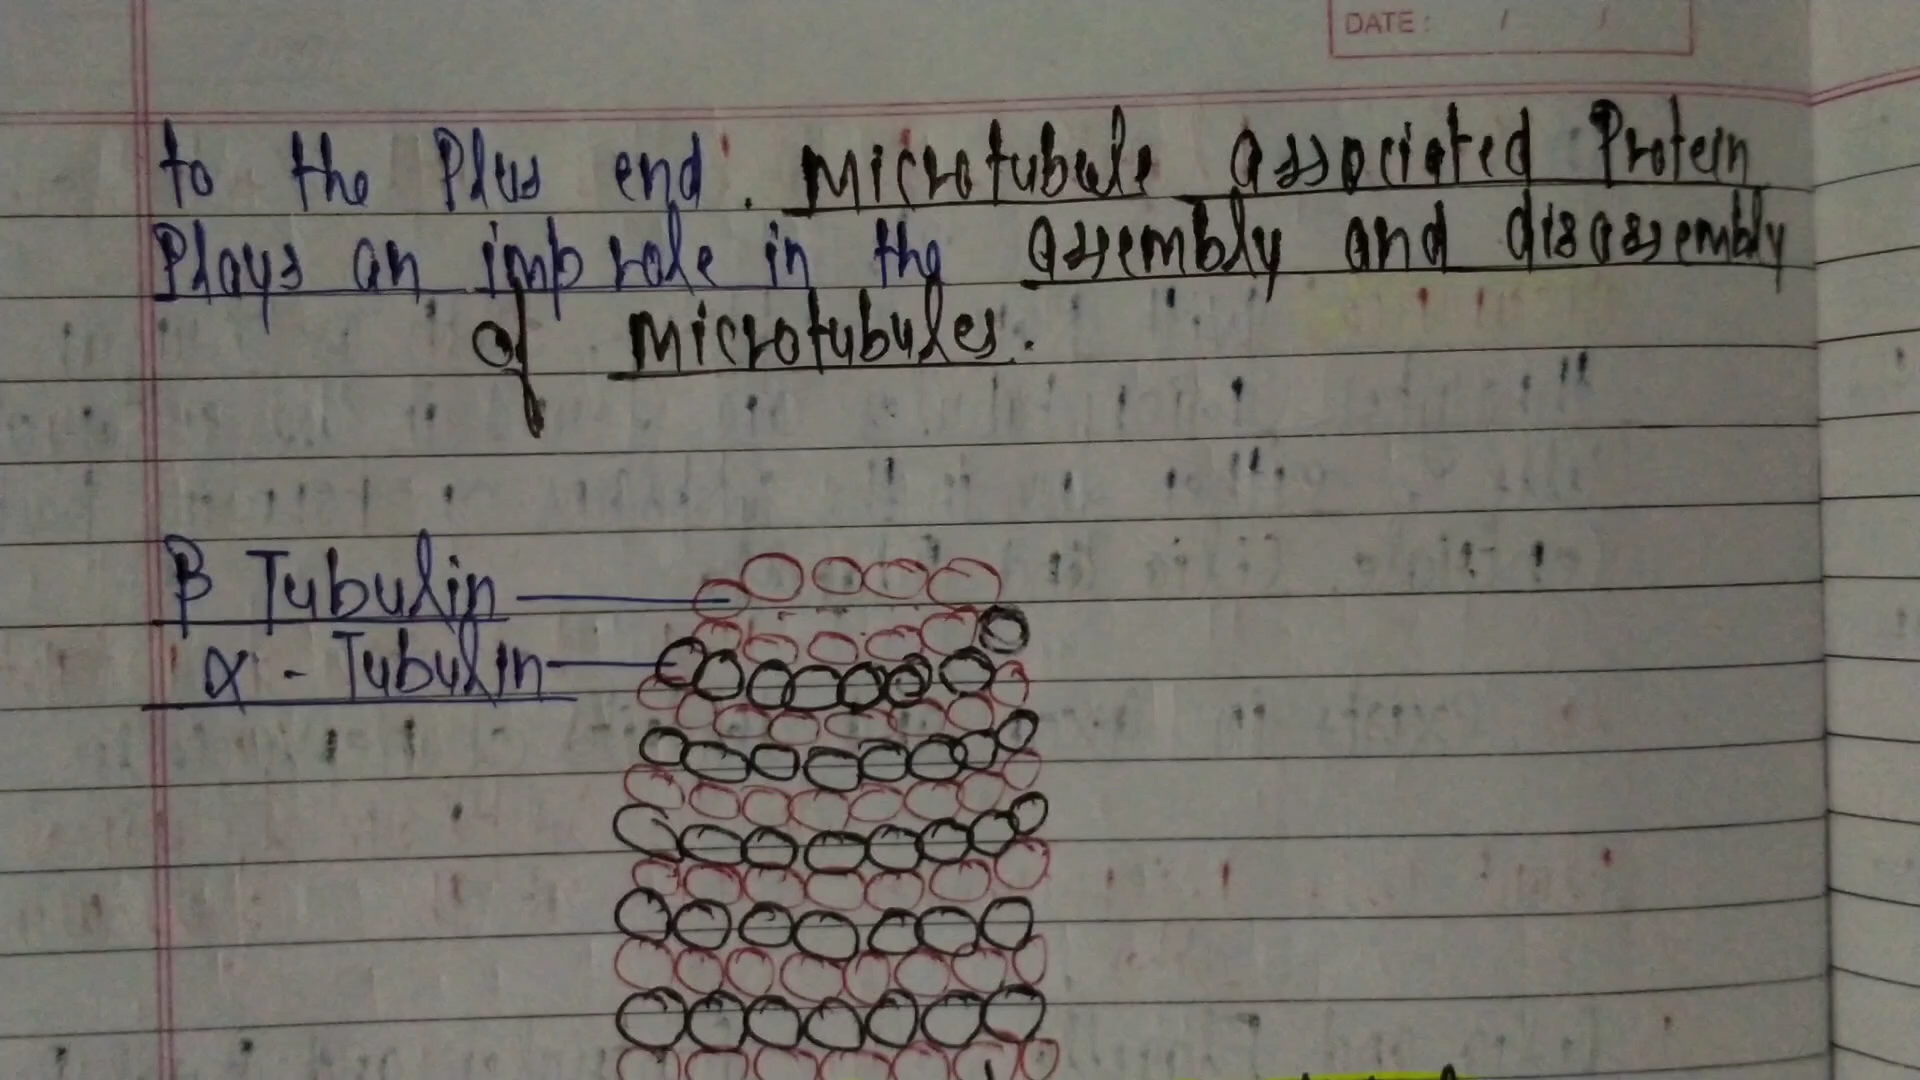 DATE: / /
to the Plus end. Microtubule associated Protein
Plays an imp role in the assembly and disassembly
of microtubules.
β Tubulin
α - Tubulin